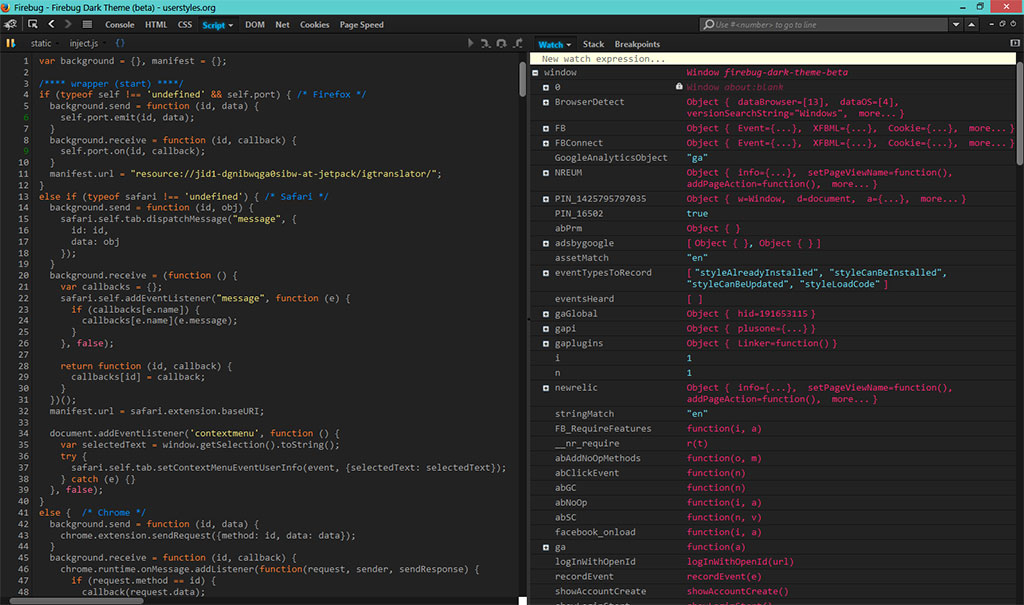 Firebug - Firebug Dark Theme (beta) - userstyles.org
Console HTML CSS Script DOM Net Cookies Page Speed
Use #<number> to go to line
static inject.js {}
1 var background = {}, manifest = {};
2
3 /**** wrapper (start) ****/
4 if (typeof self !== 'undefined' && self.port) { /* Firefox */
5 background.send = function (id, data) {
6 self.port.emit(id, data);
7 }
8 background.receive = function (id, callback) {
9 self.port.on(id, callback);
10 }
11 manifest.url = "resource://jid1-dgnibwqga0sibw-at-jetpack/igtranslator/";
12 }
13 else if (typeof safari !== 'undefined') { /* Safari */
14 background.send = function (id, obj) {
15 safari.self.tab.dispatchMessage("message", {
16 id: id,
17 data: obj
18 });
19 }
20 background.receive = (function () {
21 var callbacks = {};
22 safari.self.addEventListener("message", function (e) {
23 if (callbacks[e.name]) {
24 callbacks[e.name](e.message);
25 }
26 }, false);
27
28 return function (id, callback) {
29 callbacks[id] = callback;
30 }
31 })();
32 manifest.url = safari.extension.baseURI;
33
34 document.addEventListener('contextmenu', function () {
35 var selectedText = window.getSelection().toString();
36 try {
37 safari.self.tab.setContextMenuEventUserInfo(event, {selectedText: selectedText});
38 } catch (e) {}
39 }, false);
40 }
41 else { /* Chrome */
42 background.send = function (id, data) {
43 chrome.extension.sendRequest({method: id, data: data});
44 }
45 background.receive = function (id, callback) {
46 chrome.runtime.onMessage.addListener(function(request, sender, sendResponse) {
47 if (request.method == id) {
48 callback(request.data);
Watch Stack Breakpoints
New watch expression...
window Window firebug-dark-theme-beta
0 Window about:blank
BrowserDetect Object { dataBrowser=[13], dataOS=[4],
versionSearchString="Windows", more... }
FB Object { Event={...}, XFBML={...}, Cookie={...}, more... }
FBConnect Object { Event={...}, XFBML={...}, Cookie={...}, more... }
GoogleAnalyticsObject "ga"
NREUM Object { info={...}, setPageViewName=function(),
addPageAction=function(), more... }
PIN_1425795797035 Object { w=Window, d=document, a={...}, more... }
PIN_16502 true
abPrm Object { }
adsbygoogle [ Object { }, Object { } ]
assetMatch "en"
eventTypesToRecord [ "styleAlreadyInstalled", "styleCanBeInstalled",
"styleCanBeUpdated", "styleLoadCode" ]
eventsHeard [ ]
gaGlobal Object { hid=191653115 }
gapi Object { plusone={...} }
gaplugins Object { Linker=function() }
i 1
n 1
newrelic Object { info={...}, setPageViewName=function(),
addPageAction=function(), more... }
stringMatch "en"
FB_RequireFeatures function(i, a)
__nr_require r(t)
abAddNoOpMethods function(o, m)
abClickEvent function(n)
abGC function(n)
abNoOp function(i, a)
abSC function(n, v)
facebook_onload function(i, a)
ga function(a)
logInWithOpenId logInWithOpenId(url)
recordEvent recordEvent(e)
showAccountCreate showAccountCreate()